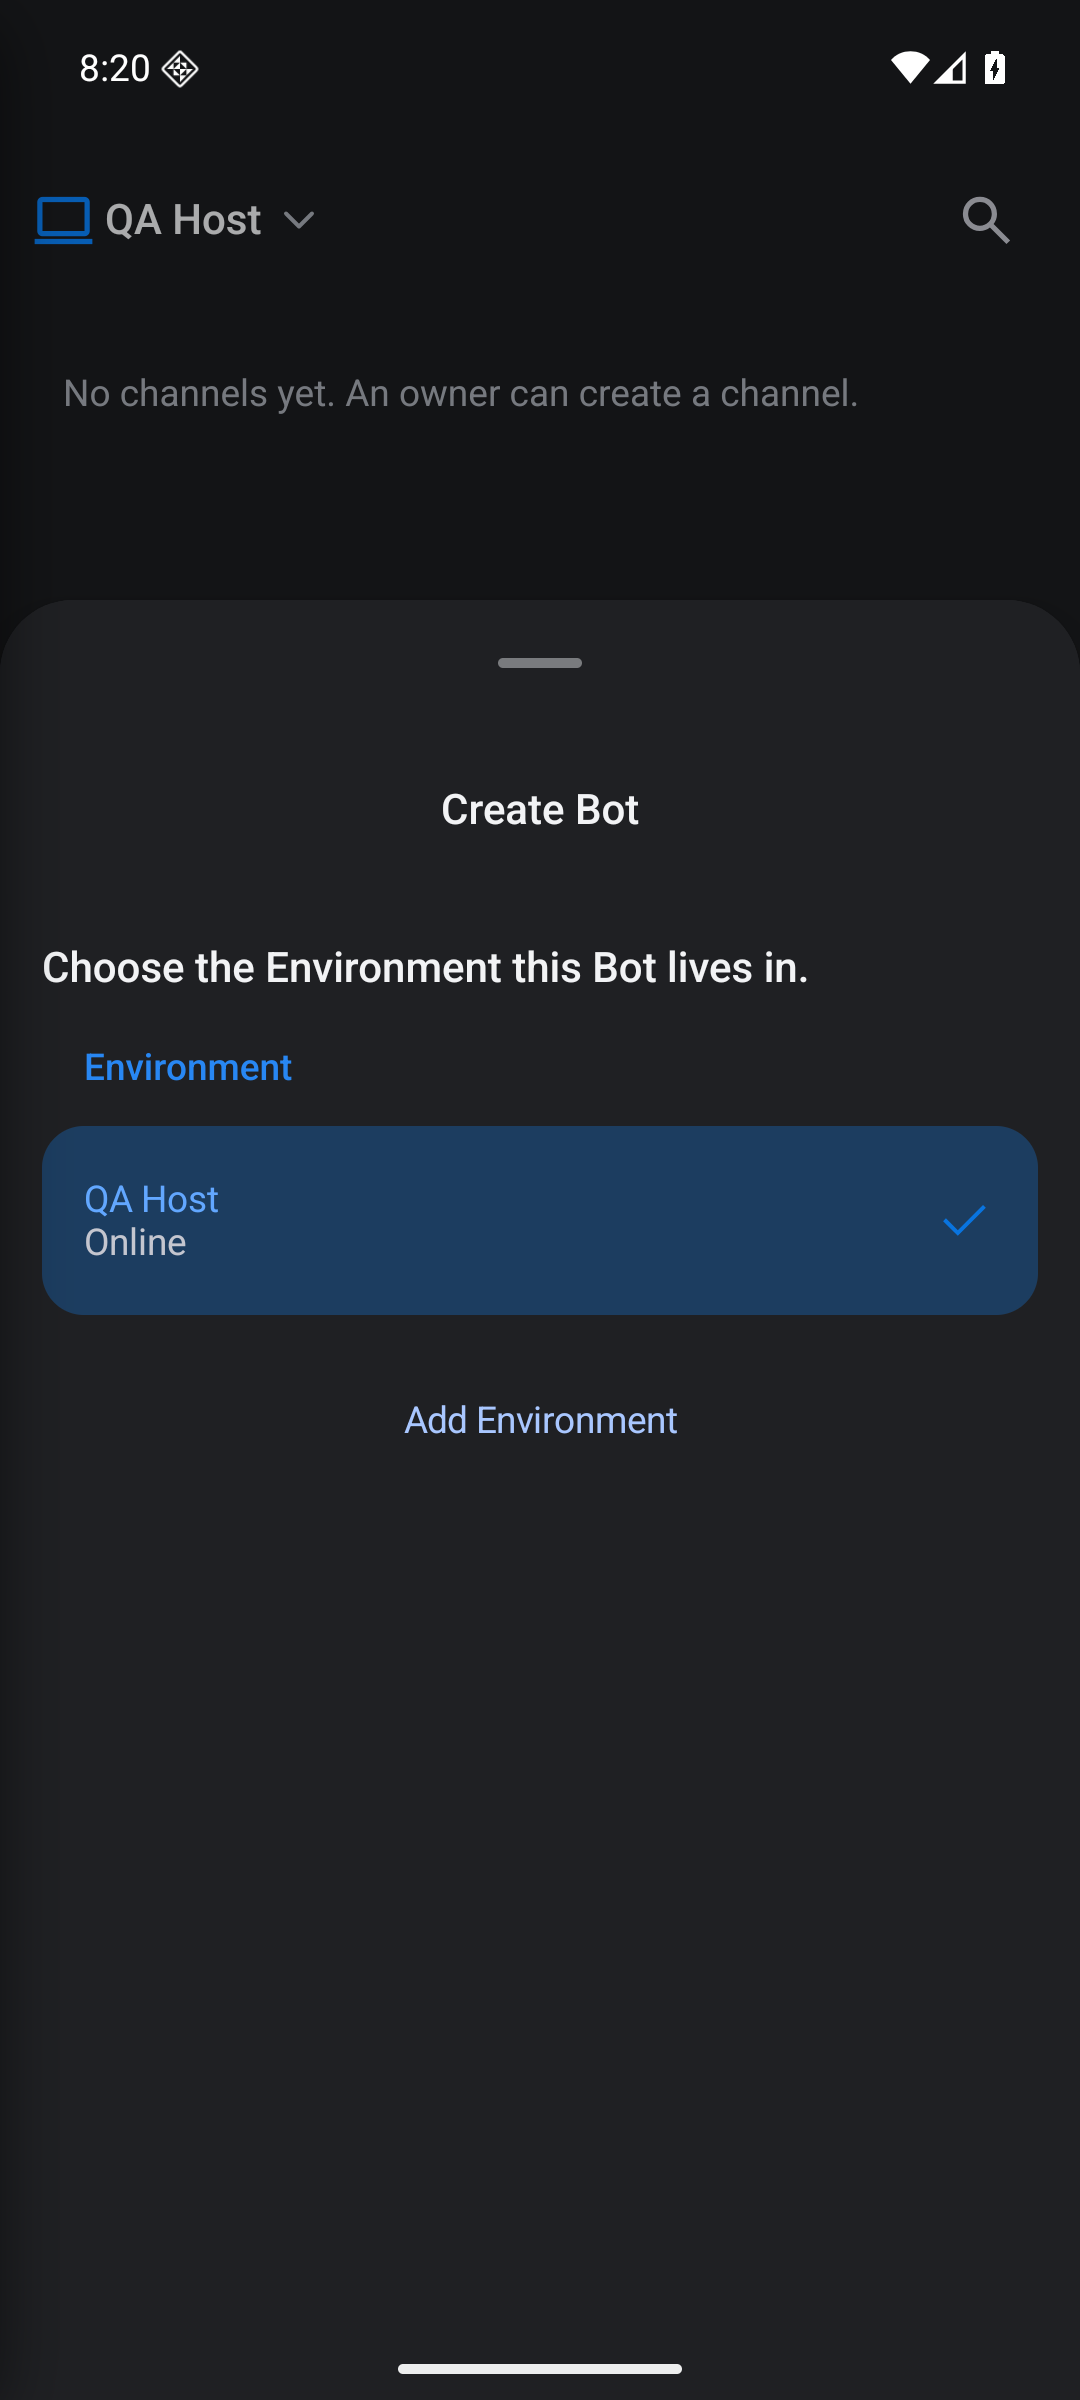 8:20
QA Host
No channels yet. An owner can create a channel.
Create Bot
Choose the Environment this Bot lives in.
Environment
QA Host
Online
Add Environment